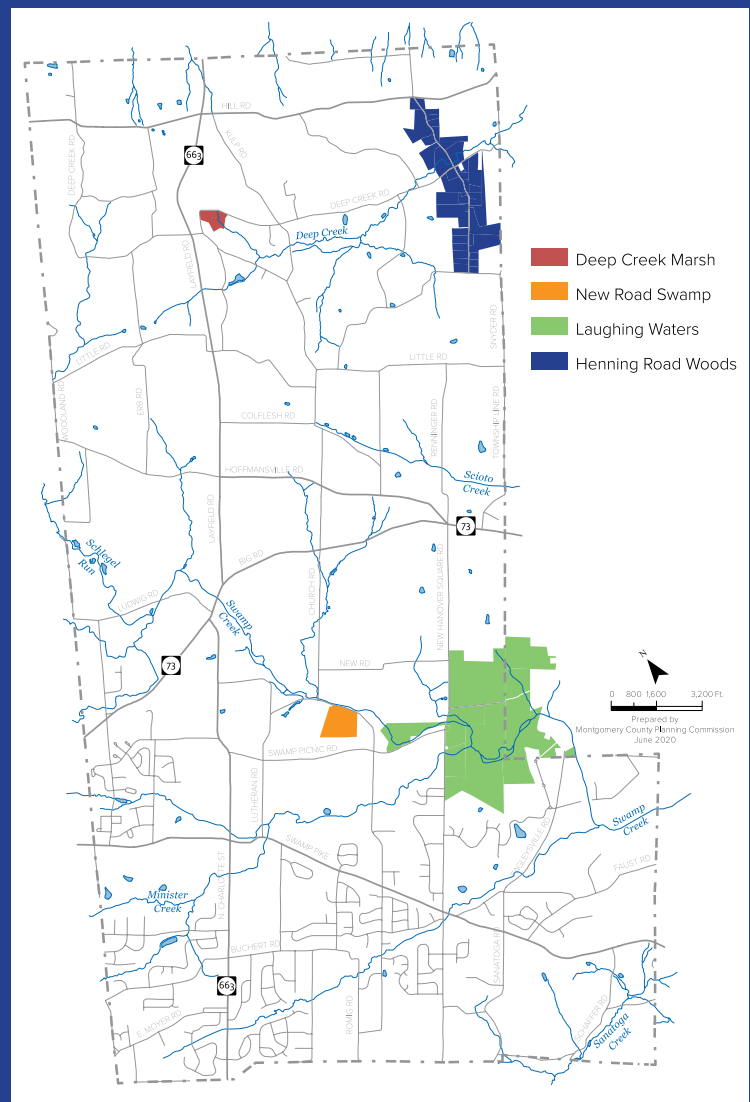 HILL RD
KULP RD
663
DEEP CREEK RD
DEEP CREEK RD
Deep Creek
LAYFIELD RD
Deep Creek Marsh
New Road Swamp
Laughing Waters
Henning Road Woods
SNYDER RD
LITTLE RD
LITTLE RD
WOODLAND RD
ERB RD
COLFLESH RD
RENNINGER RD
TOWNSHIP LINE RD
HOFFMANSVILLE RD
Scioto
Creek
LAYFIELD RD
73
Schlegel
Run
BIG RD
CHURCH RD
NEW HANOVER SQUARE RD
LUDWIG RD
Swamp
Creek
73
NEW RD
N
0 800 1,600 3,200 Ft.
Prepared by
Montgomery County Planning Commission
June 2020
SWAMP PICNIC RD
LUTHERAN RD
Swamp
Creek
SWAMP PIKE
FAUST RD
N CHARLOTTE ST
Minister
Creek
BUCHERT RD
SANATOGA RD
663
ROMIG RD
E. MOYER RD
SCHAFFER RD
Sanatoga
Creek